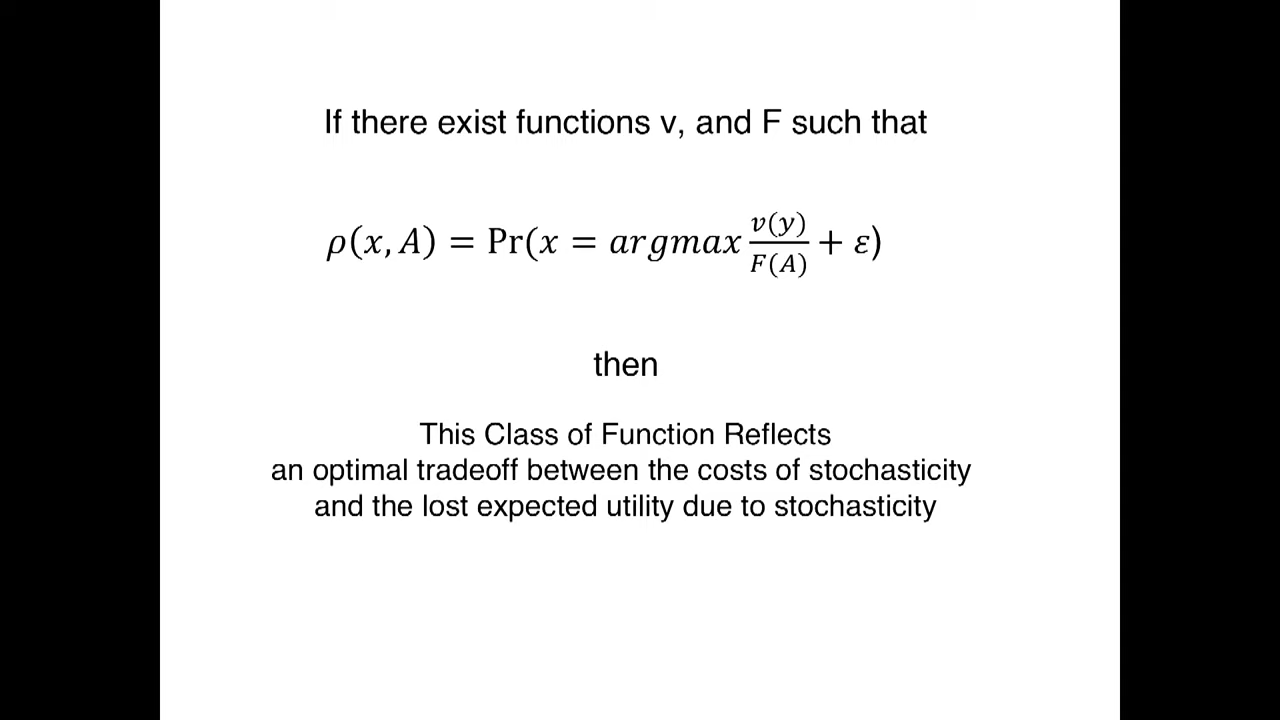 If there exist functions v, and F such that
ρ(x, A) = Pr(x = argmax v(y)/F(A) + ε)
then
This Class of Function Reflects
an optimal tradeoff between the costs of stochasticity
and the lost expected utility due to stochasticity